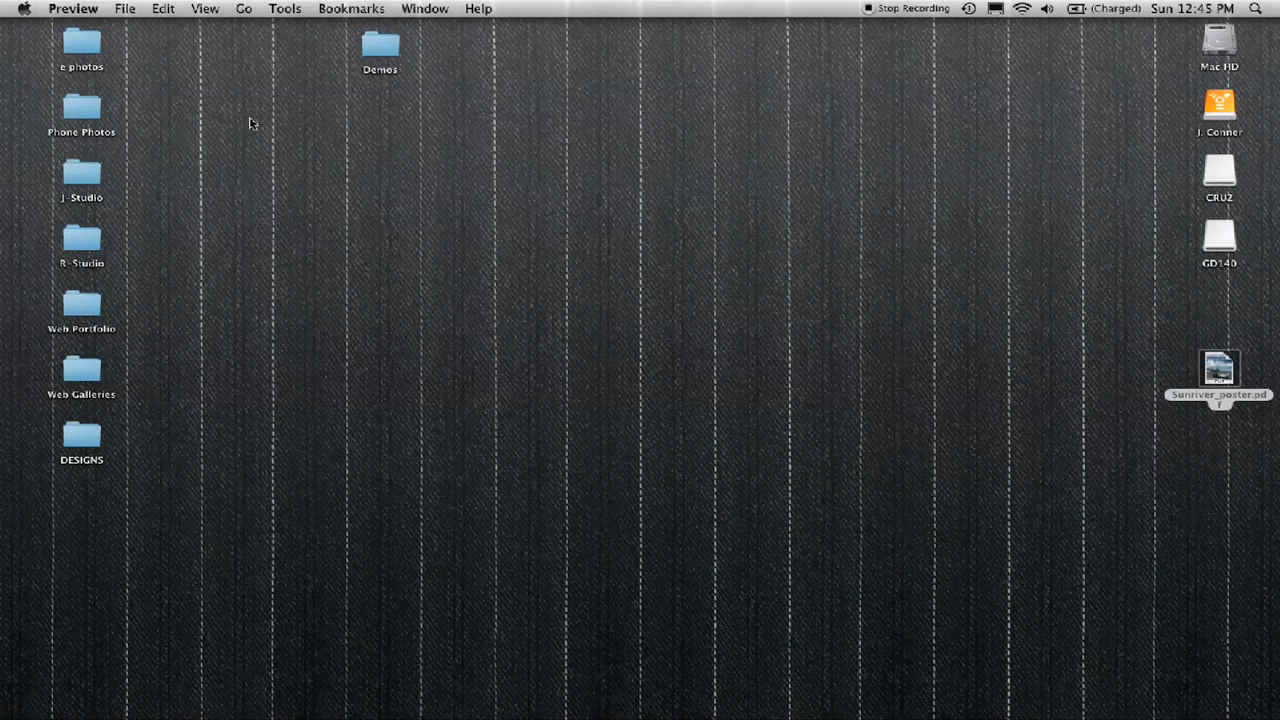 Preview File Edit View Go Tools Bookmarks Window Help Stop Recording (Charged) Sun 12:45 PM
e photos
Demos
Mac HD
Phone Photos
J. Conner
J-Studio
CRUZ
R-Studio
GD140
Web Portfolio
Web Galleries
Sunriver_poster.pd
f
DESIGNS